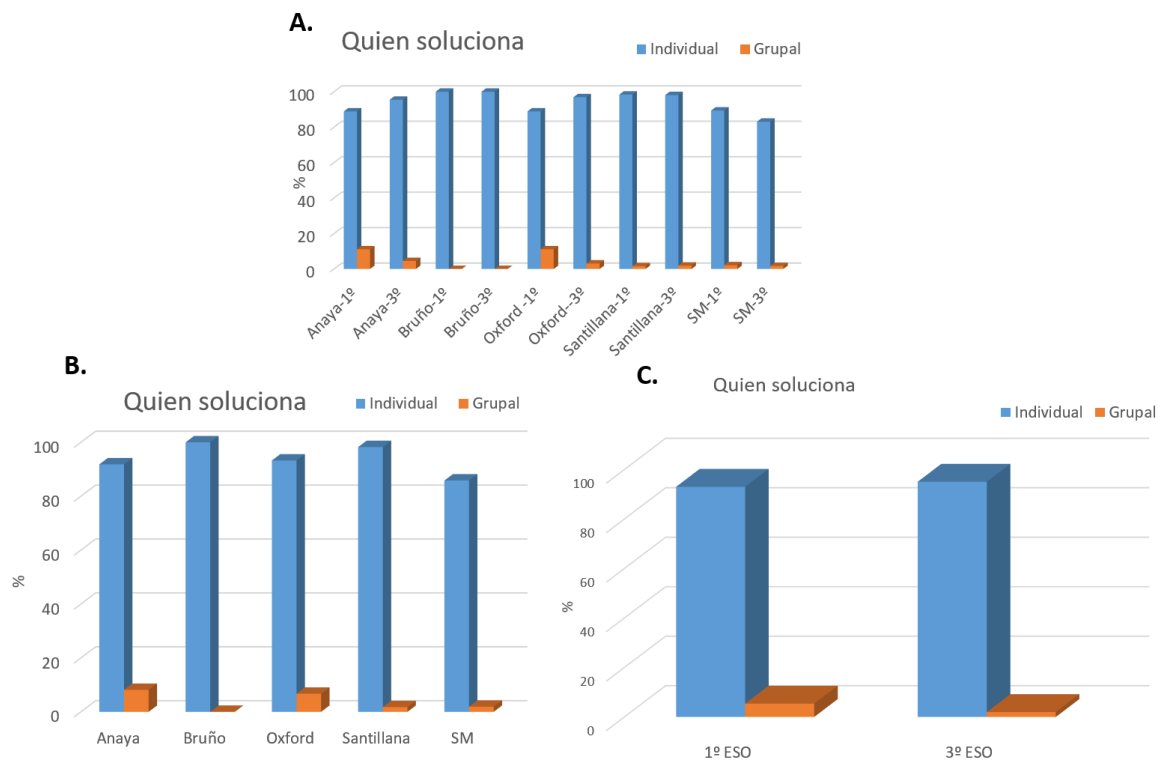 A.
Quien soluciona
Individual Grupal
100
80
60
40
20
0
%
Anaya-1º
Anaya-3º
Bruño-1º
Bruño-3º
Oxford -1º
Oxford--3º
Santillana-1º
Santillana-3º
SM-1º
SM-3º
B.
Quien soluciona
Individual Grupal
100
80
60
40
20
0
%
Anaya Bruño Oxford Santillana SM
C.
Quien soluciona
Individual Grupal
100
80
60
40
20
0
%
1º ESO 3º ESO